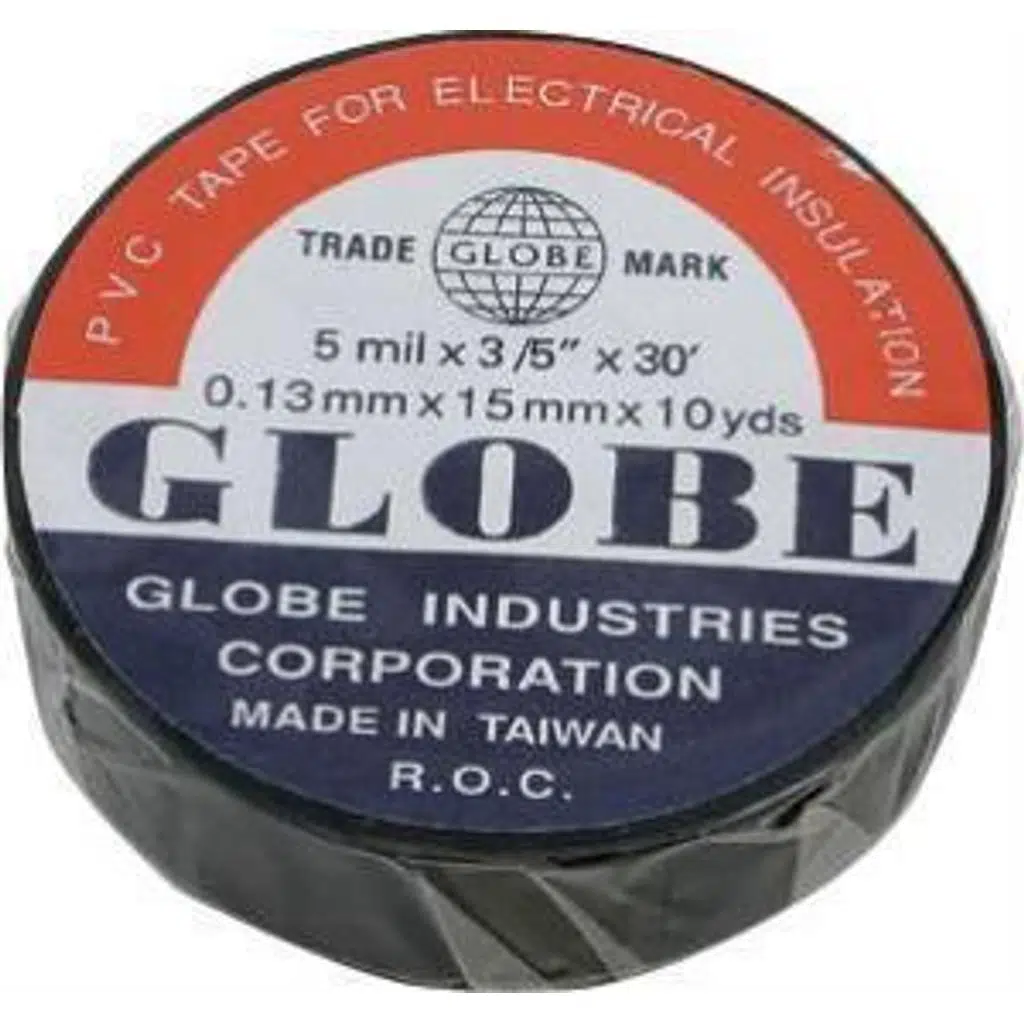 PVC TAPE FOR ELECTRICAL INSULATION
TRADE GLOBE MARK
5 mil x 3/5" x 30'
0.13mm x 15mm x 10yds
GLOBE
GLOBE INDUSTRIES
CORPORATION
MADE IN TAIWAN
R.O.C.